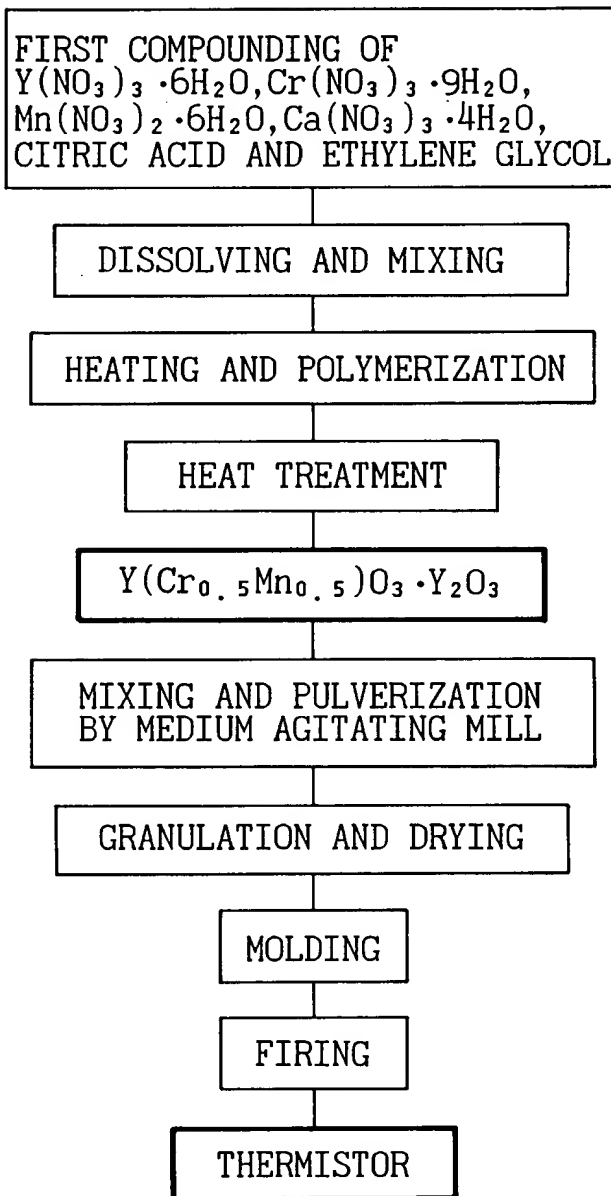 FIRST COMPOUNDING OF
Y(NO₃)₃ ·6H₂O,Cr(NO₃)₃ ·9H₂O,
Mn(NO₃)₂ ·6H₂O,Ca(NO₃)₃ ·4H₂O,
CITRIC ACID AND ETHYLENE GLYCOL
DISSOLVING AND MIXING
HEATING AND POLYMERIZATION
HEAT TREATMENT
Y(Cr₀.₅Mn₀.₅)O₃ ·Y₂O₃
MIXING AND PULVERIZATION
BY MEDIUM AGITATING MILL
GRANULATION AND DRYING
MOLDING
FIRING
THERMISTOR